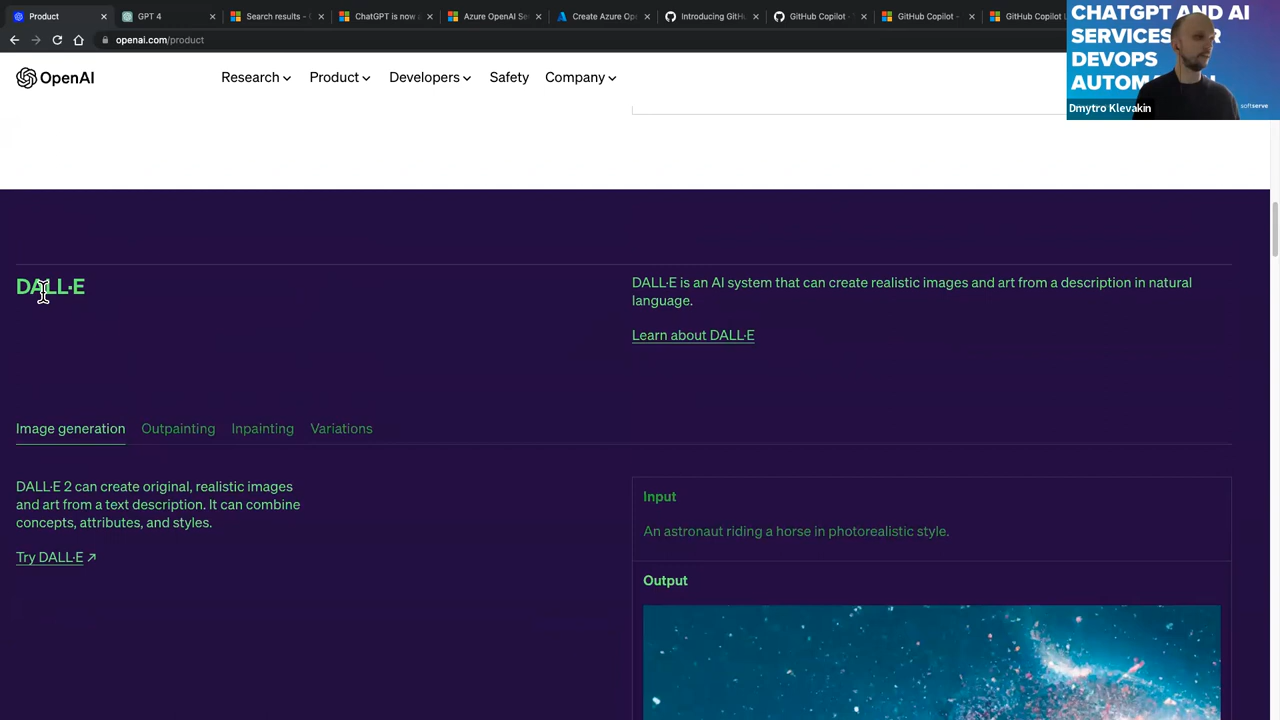 Product
GPT 4
Search results -
ChatGPT is now a
Azure OpenAI Se
Create Azure Op
Introducing GitH
GitHub Copilot ·
GitHub Copilot -
GitHub Copilot
openai.com/product
CHATGPT AND AI
SERVICES
DEVOPS
Dmytro Klevakin
softserve
OpenAI
Research
Product
Developers
Safety
Company
DALL·E
DALL·E is an AI system that can create realistic images and art from a description in natural
language.
Learn about DALL·E
Image generation
Outpainting
Inpainting
Variations
DALL·E 2 can create original, realistic images
and art from a text description. It can combine
concepts, attributes, and styles.
Try DALL·E ↗
Input
An astronaut riding a horse in photorealistic style.
Output